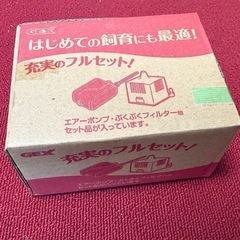 GEX
はじめての飼育にも最適!
充実のフルセット!
エアーポンプ・ぶくぶくフィルター他
セット品が入っています。
GEX 充実のフルセット!